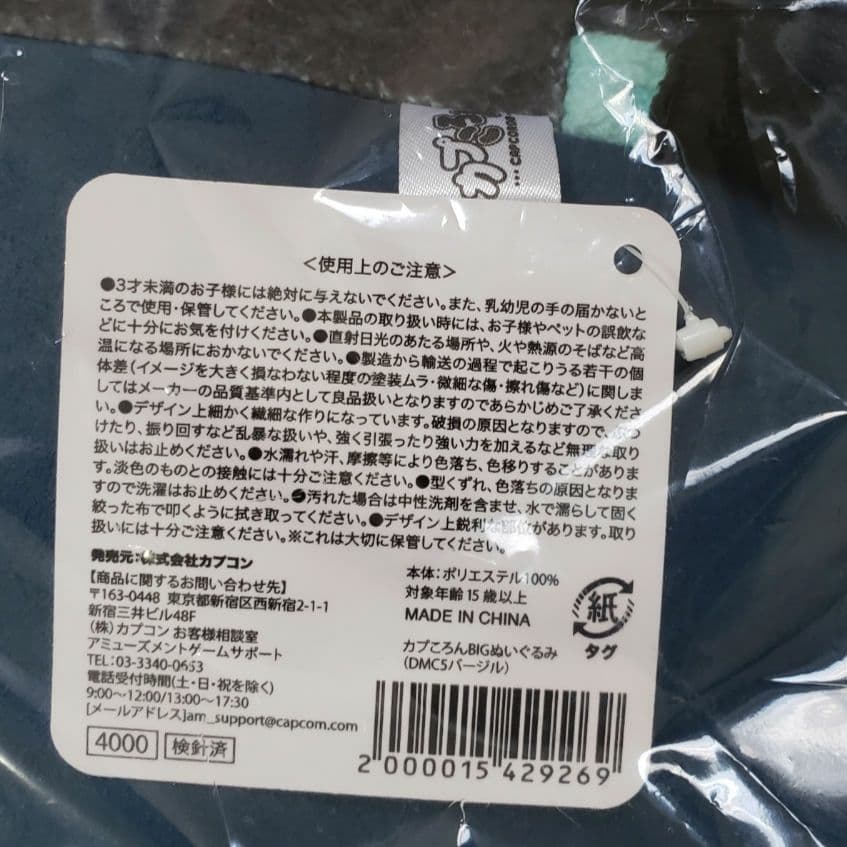 カプころ
... CAPCORON
＜使用上のご注意＞
●3才未満のお子様には絶対に与えないでください。また、乳幼児の手の届かないと
ころで使用・保管してください。●本製品の取り扱い時には、お子様やペットの誤飲な
どに十分にお気を付けください。●直射日光のあたる場所や、火や熱源のそばなど高
温になる場所におかないでください。●製造から輸送の過程で起こりうる若干の個
体差（イメージを大きく損なわない程度の塗装ムラ・微細な傷・擦れ傷など）に関しま
してはメーカーの品質基準内として良品扱いとなりますのであらかじめご了承くださ
い。●デザイン上細かく繊細な作りになっています。破損の原因となりますので、ぶつ
けたり、振り回すなど乱暴な扱いや、強く引張ったり強い力を加えるなど無理な取り
扱いはお止めください。●水濡れや汗、摩擦等により色落ち、色移りすることがありま
す。淡色のものとの接触には十分ご注意ください。●型くずれ、色落ちの原因となりま
すので洗濯はお止めください。●汚れた場合は中性洗剤を含ませ、水で濡らして固く
絞った布で叩くように拭き取ってください。●デザイン上鋭利な部位があります。取り
扱いには十分ご注意ください。※これは大切に保管してください。
発売元：株式会社カプコン
【商品に関するお問い合わせ先】
〒163-0448 東京都新宿区西新宿2-1-1
新宿三井ビル48F
（株）カプコン お客様相談室
アミューズメントゲームサポート
TEL：03-3340-0653
電話受付時間（土・日・祝を除く）
9：00～12：00/13：00～17：30
[メールアドレス]am_support@capcom.com
4000 検針済
本体：ポリエステル100%
対象年齢 15 歳以上
MADE IN CHINA
カプころんBIGぬいぐるみ
（DMC5バージル）
紙
タグ
2 000015 429269